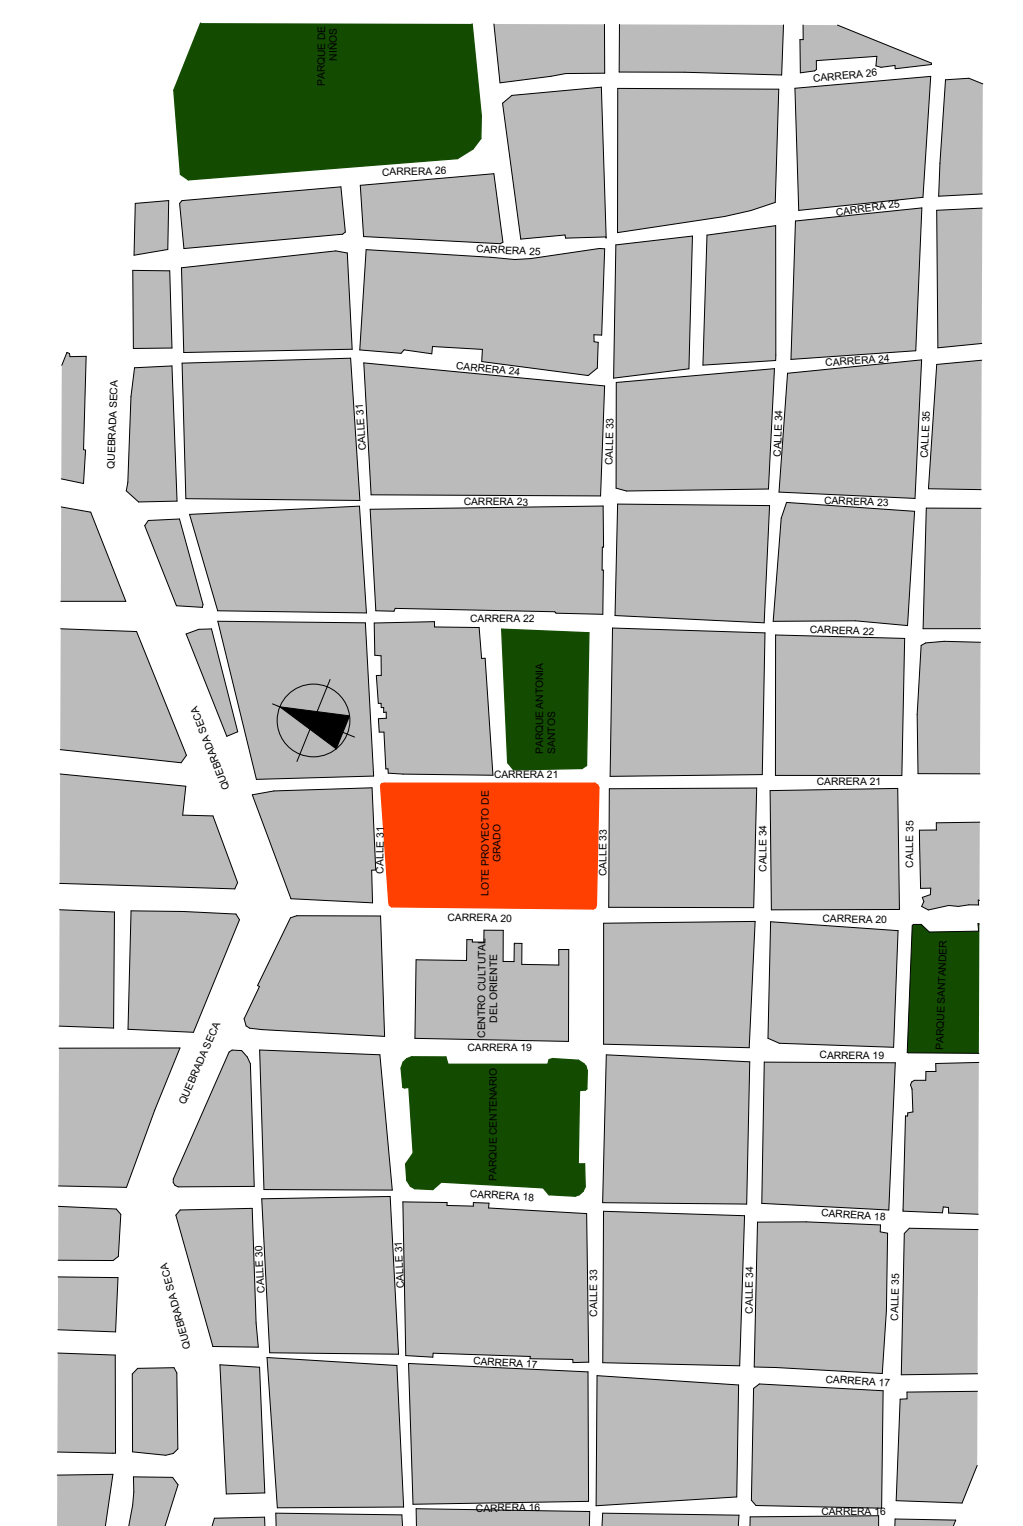 PARQUE DE
NIÑOS
CARRERA 26
CARRERA 26
CARRERA 25
CARRERA 25
CARRERA 24
CARRERA 24
QUEBRADA SECA
CALLE 31
CALLE 33
CALLE 34
CALLE 35
CARRERA 23
CARRERA 23
CARRERA 22
CARRERA 22
PARQUE ANTONIA
SANTOS
QUEBRADA SECA
CARRERA 21
CARRERA 21
CALLE 31
LOTE PROYECTO DE
GRADO
CALLE 33
CALLE 34
CALLE 35
CARRERA 20
CARRERA 20
CENTRO CULTUTAL
DEL ORIENTE
PARQUE SANTANDER
QUEBRADA SECA
CARRERA 19
CARRERA 19
PARQUE CENTENARIO
CARRERA 18
CARRERA 18
QUEBRADA SECA
CALLE 30
CALLE 31
CALLE 33
CALLE 34
CALLE 35
CARRERA 17
CARRERA 17
CARRERA 16
CARRERA 16